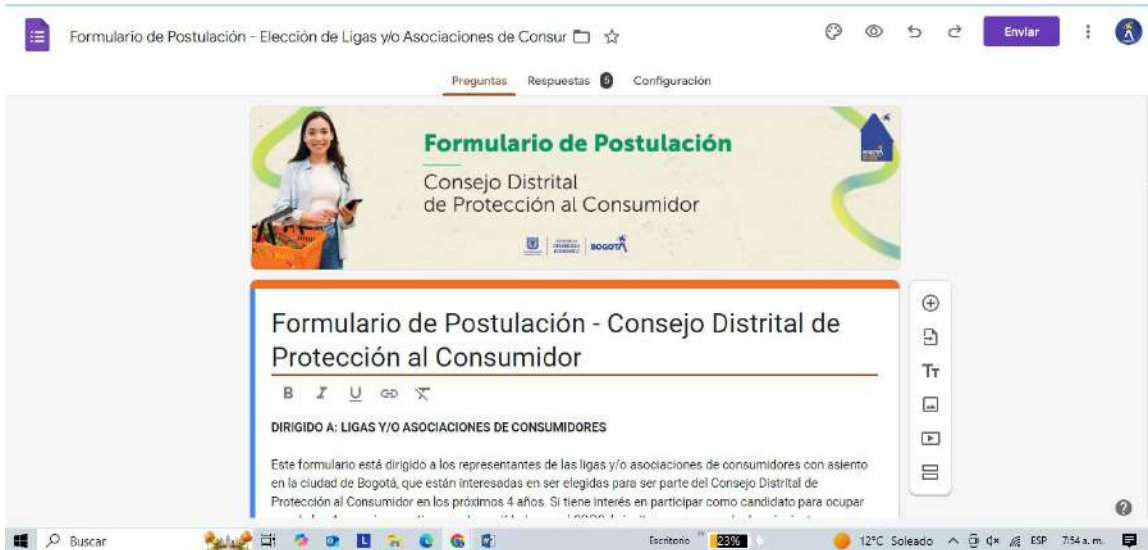 Formulario de Postulación - Elección de Ligas y/o Asociaciones de Consur
Enviar
Preguntas Respuestas 5 Configuración
Formulario de Postulación
Consejo Distrital
de Protección al Consumidor
BOGOTÁ
Formulario de Postulación - Consejo Distrital de
Protección al Consumidor
B I U
Tт
DIRIGIDO A: LIGAS Y/O ASOCIACIONES DE CONSUMIDORES
Este formulario está dirigido a los representantes de las ligas y/o asociaciones de consumidores con asiento
en la ciudad de Bogotá, que están interesadas en ser elegidas para ser parte del Consejo Distrital de
Protección al Consumidor en los próximos 4 años. Si tiene interés en participar como candidato para ocupar
Buscar
Escritorio
23%
12°C Soleado
ESP
7:54 a. m.